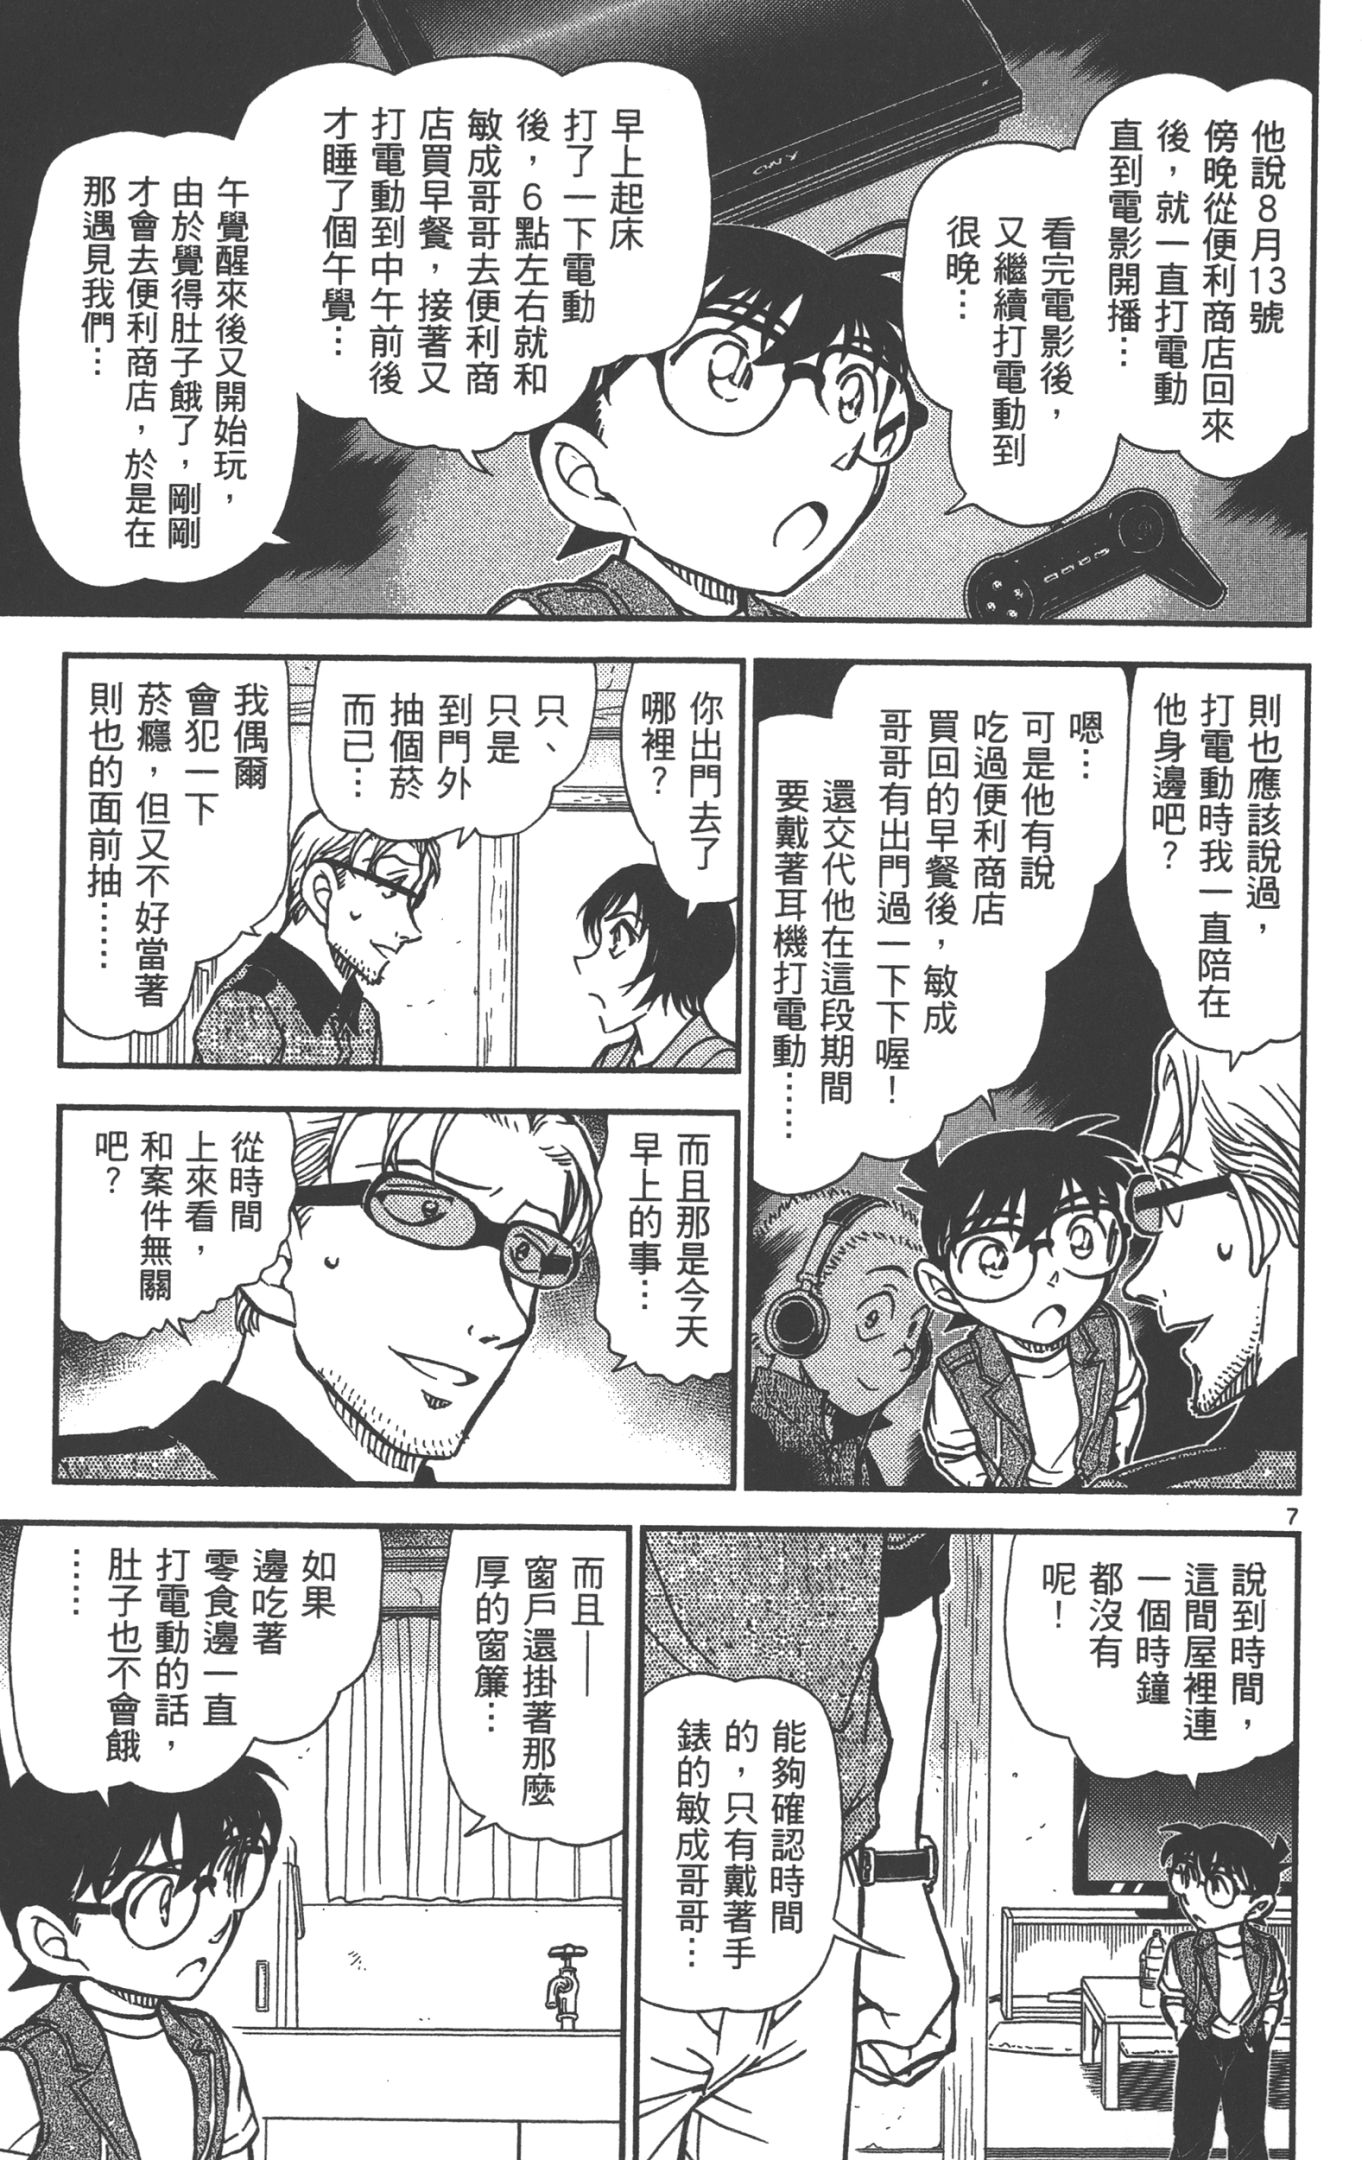 他說8月13號
傍晚從便利商店回來
後，就一直打電動
直到電影開播…
看完電影後，
又繼續打電動到
很晚…
早上起床
打了一下電動
後，6點左右就和
敏成哥哥去便利商
店買早餐，接著又
打電動到中午前後
才睡了個午覺…
午覺醒來後又開始玩，
由於覺得肚子餓了，剛剛
才會去便利商店，於是在
那遇見我們…
SONY
則也應該說過，
打電動時我一直陪在
他身邊吧？
嗯…
可是他有說
吃過便利商店
買回的早餐後，敏成
哥哥有出門過一下下喔！
還交代他在這段期間
要戴著耳機打電動……
你出門去了
哪裡？
只、
只是
到門外
抽個菸
而已…
我偶爾
會犯一下
菸癮，但又不好當著
則也的面前抽……
而且那是今天
早上的事…
從時間
上來看，
和案件無關
吧？
7
說到時間，
這間屋裡連
一個時鐘
都沒有
呢！
能夠確認時間
的，只有戴著手
錶的敏成哥哥…
而且——
窗戶還掛著那麼
厚的窗簾…
如果
邊吃著
零食邊一直
打電動的話，
肚子也不會餓
……